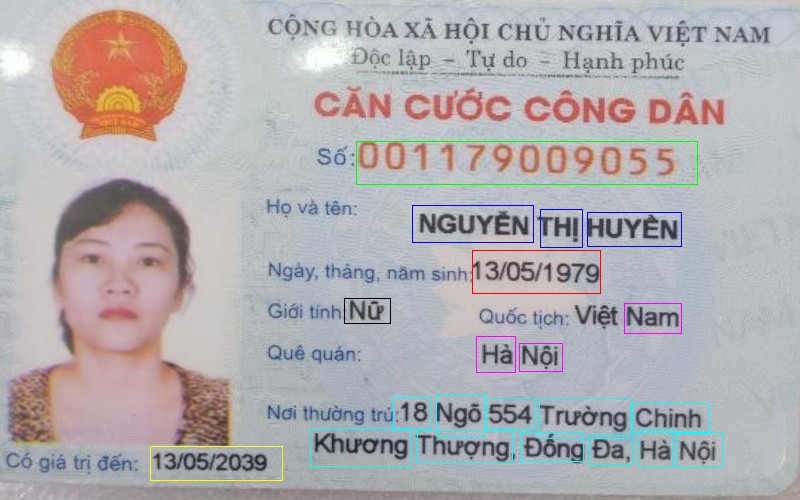 CỘNG HÒA XÃ HỘI CHỦ NGHĨA VIỆT NAM
Độc lập - Tự do - Hạnh phúc
CĂN CƯỚC CÔNG DÂN
Số: 001179009055
Họ và tên: NGUYỄN THỊ HUYỀN
Ngày, tháng, năm sinh: 13/05/1979
Giới tính: Nữ Quốc tịch: Việt Nam
Quê quán: Hà Nội
Nơi thường trú: 18 Ngõ 554 Trường Chinh
Khương Thượng, Đống Đa, Hà Nội
Có giá trị đến: 13/05/2039